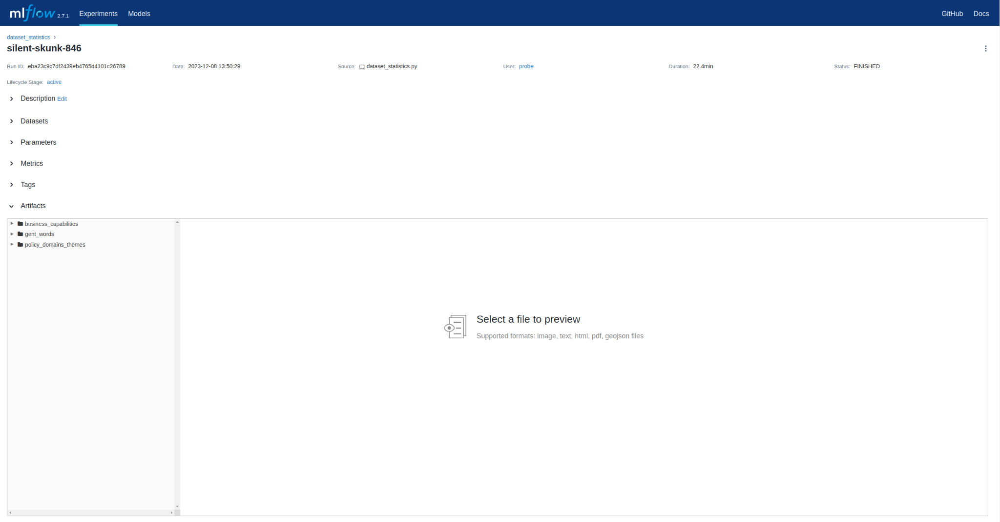 mlflow 2.7.1 Experiments Models GitHub Docs
dataset_statistics ›
silent-skunk-846
Run ID: eba23c9c7df2439eb4765d4101c26789 Date: 2023-12-08 13:50:29 Source: dataset_statistics.py User: probe Duration: 22.4min Status: FINISHED
Lifecycle Stage: active
Description Edit
Datasets
Parameters
Metrics
Tags
Artifacts
business_capabilities
gent_words
policy_domains_themes
Select a file to preview
Supported formats: image, text, html, pdf, geojson files